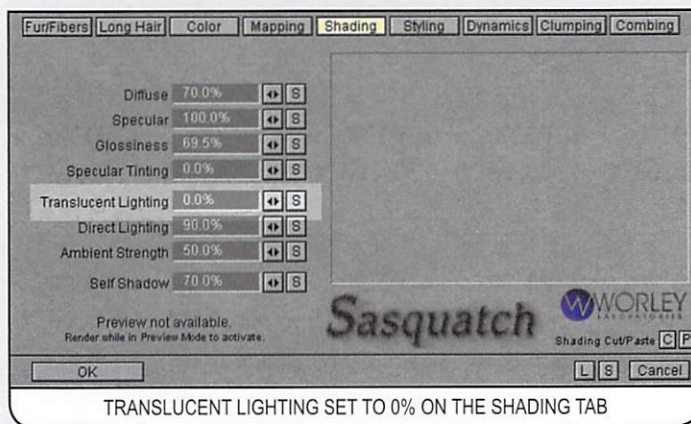 Fur/Fibers Long Hair Color Mapping Shading Styling Dynamics Clumping Combing
Diffuse 70.0% S
Specular 100.0% S
Glossiness 69.5% S
Specular Tinting 0.0% S
Translucent Lighting 0.0% S
Direct Lighting 90.0% S
Ambient Strength 50.0% S
Self Shadow 70.0% S
Preview not available.
Render while in Preview Mode to activate.
Sasquatch
WORLEY
LABORATORIES
Shading Cut/Paste C P
OK L S Cancel
TRANSLUCENT LIGHTING SET TO 0% ON THE SHADING TAB